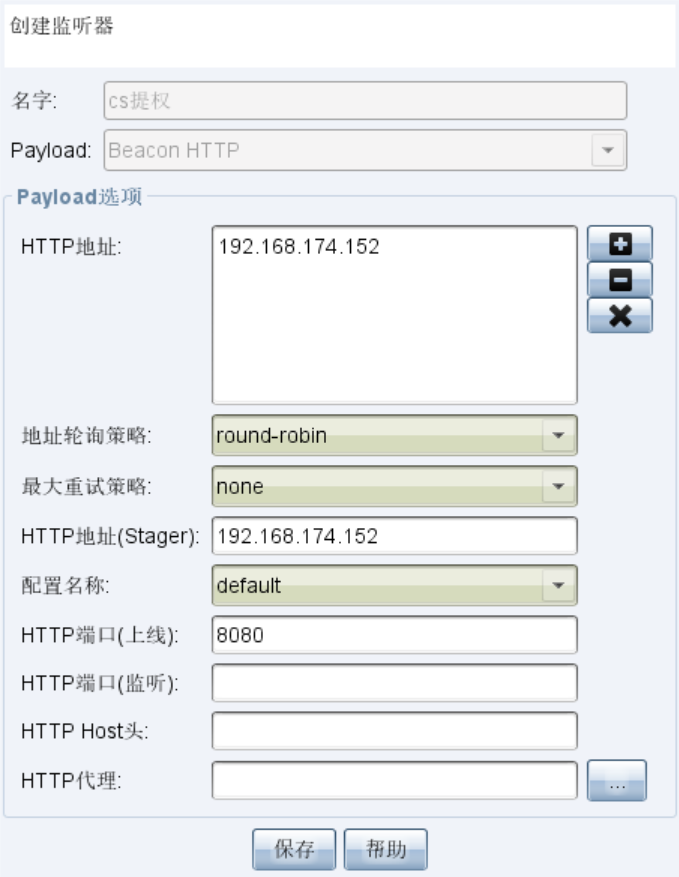 创建监听器
名字: cs提权
Payload: Beacon HTTP
Payload选项
HTTP地址: 192.168.174.152
地址轮询策略: round-robin
最大重试策略: none
HTTP地址(Stager): 192.168.174.152
配置名称: default
HTTP端口(上线): 8080
HTTP端口(监听):
HTTP Host头:
HTTP代理: ...
保存 帮助